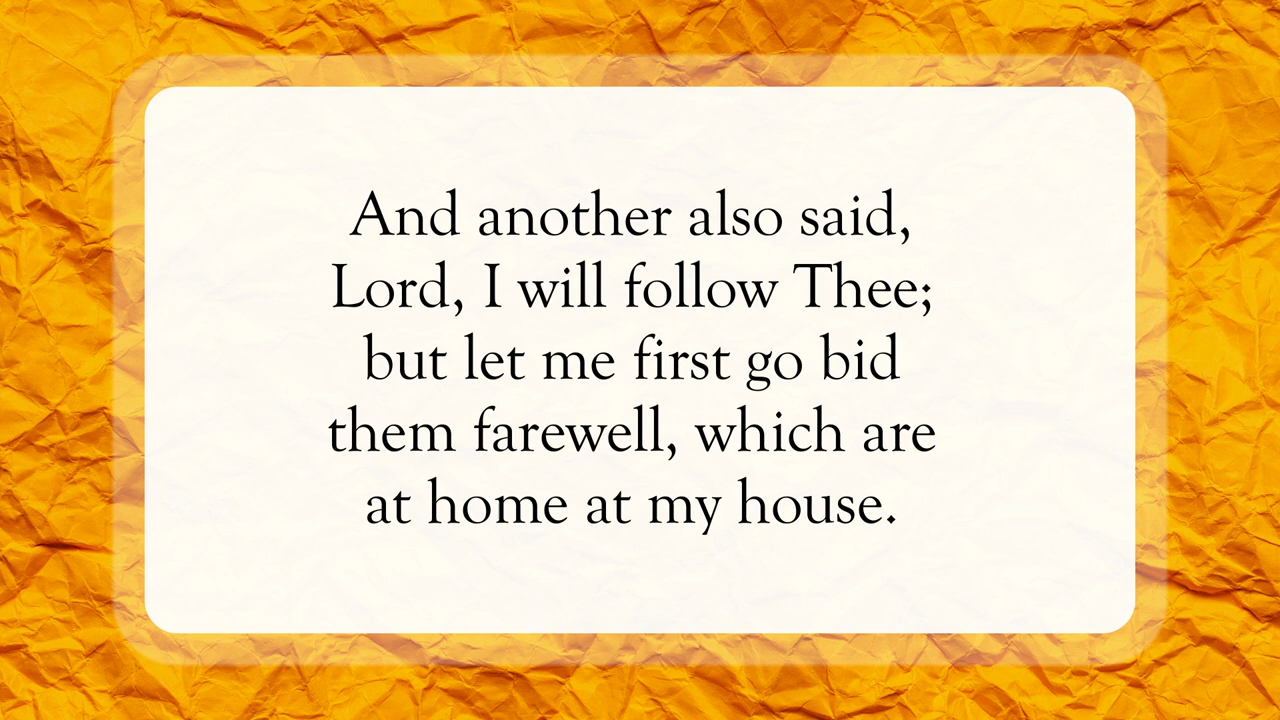 And another also said,
Lord, I will follow Thee;
but let me first go bid
them farewell, which are
at home at my house.